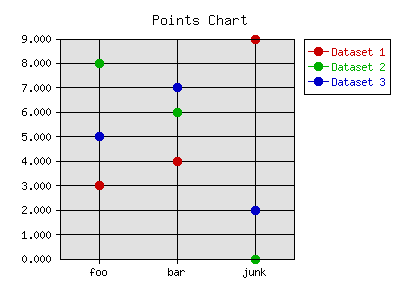 Points Chart
9.000
8.000
7.000
6.000
5.000
4.000
3.000
2.000
1.000
0.000
foo bar junk
Dataset 1
Dataset 2
Dataset 3